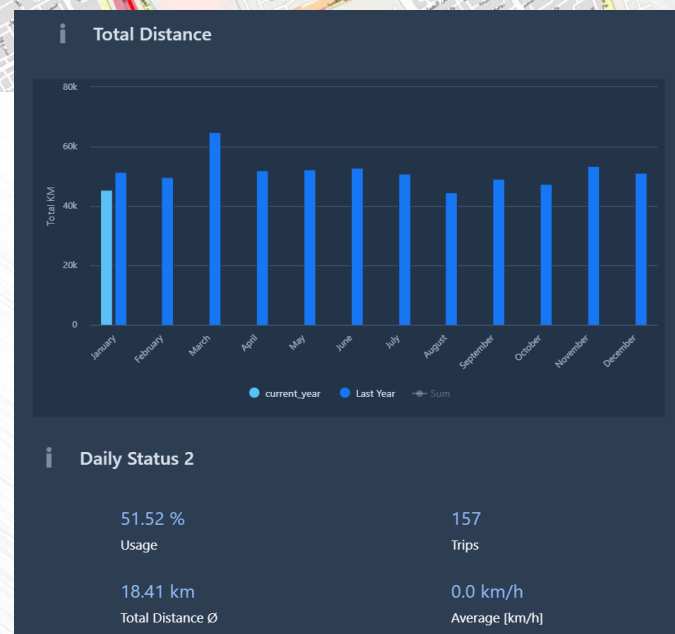 Total Distance
80k
60k
40k
20k
0
Total KM
January
February
March
April
May
June
July
August
September
October
November
December
current_year
Last Year
Sum
Daily Status 2
51.52 %
157
Usage
Trips
18.41 km
0.0 km/h
Total Distance Ø
Average [km/h]